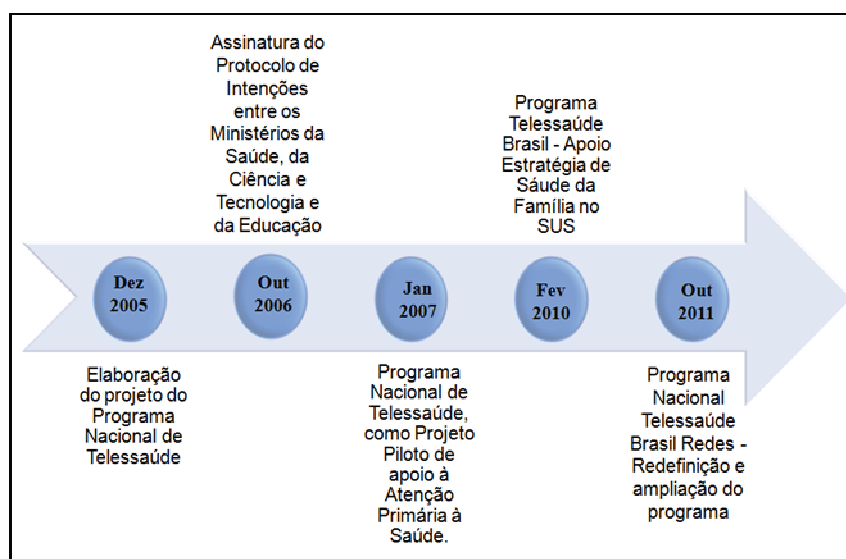 Assinatura do
Protocolo de
Intenções
entre os
Ministérios da
Saúde, da
Ciência e
Tecnologia e
da Educação
Programa
Telessaúde
Brasil - Apoio
Estratégia de
Sáude da
Família no
SUS
Dez
2005
Out
2006
Jan
2007
Fev
2010
Out
2011
Elaboração
do projeto do
Programa
Nacional de
Telessaúde
Programa
Nacional de
Telessaúde,
como Projeto
Piloto de
apoio à
Atenção
Primária à
Saúde.
Programa
Nacional
Telessaúde
Brasil Redes -
Redefinição e
ampliação do
programa